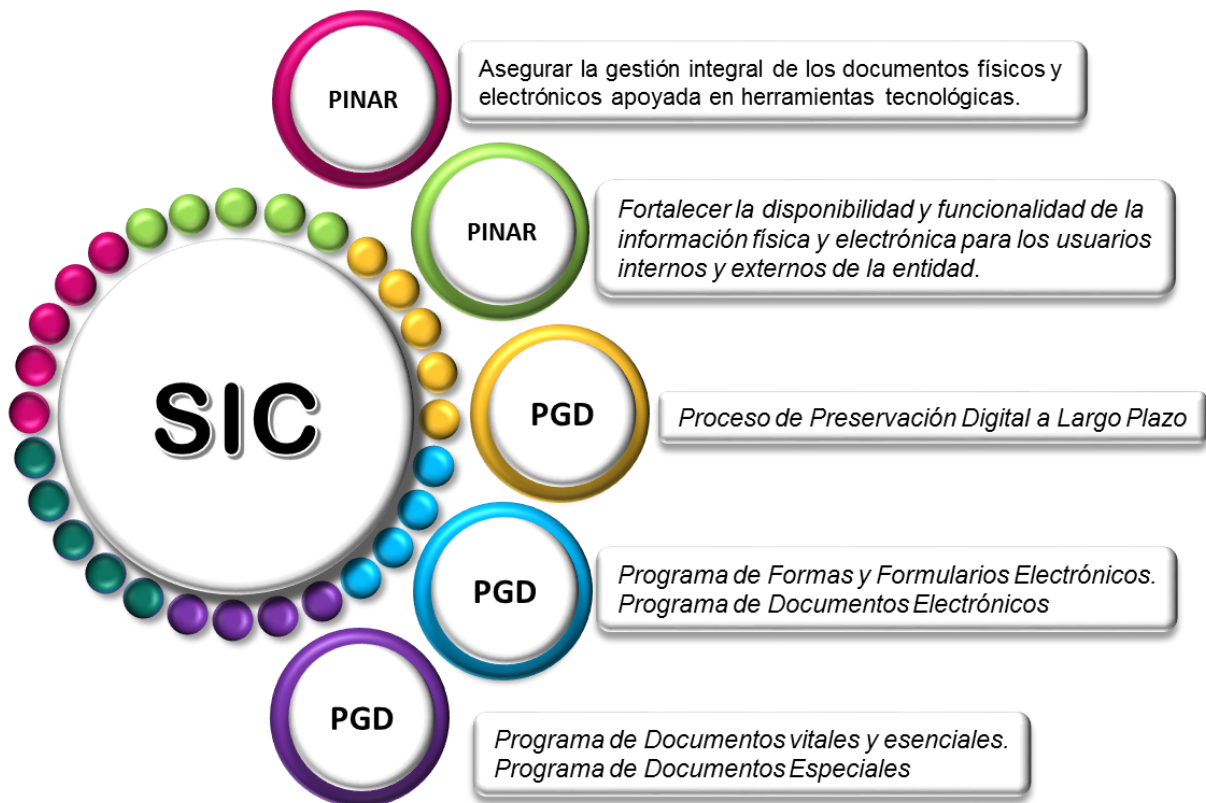 PINAR
Asegurar la gestión integral de los documentos físicos y
electrónicos apoyada en herramientas tecnológicas.
PINAR
Fortalecer la disponibilidad y funcionalidad de la
información física y electrónica para los usuarios
internos y externos de la entidad.
SIC
PGD
Proceso de Preservación Digital a Largo Plazo
PGD
Programa de Formas y Formularios Electrónicos.
Programa de Documentos Electrónicos
PGD
Programa de Documentos vitales y esenciales.
Programa de Documentos Especiales